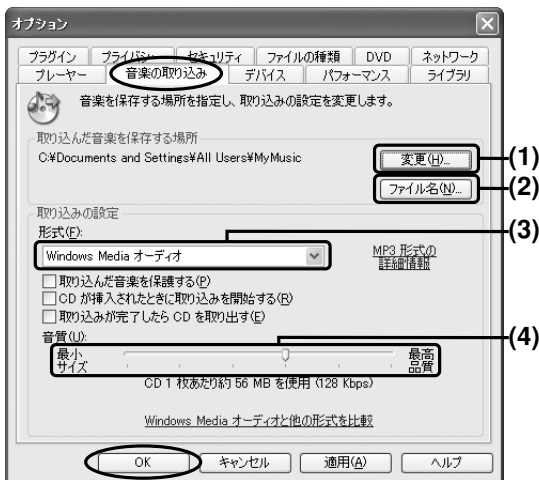 オプション
プラグイン プライバシー セキュリティ ファイルの種類 DVD ネットワーク
プレーヤー 音楽の取り込み デバイス パフォーマンス ライブラリ
音楽を保存する場所を指定し、取り込みの設定を変更します。
取り込んだ音楽を保存する場所
C:¥Documents and Settings¥All Users¥MyMusic
変更(H)... (1)
ファイル名(N)... (2)
取り込みの設定
(3)
形式(F):
Windows Media オーディオ
MP3 形式の
詳細情報
取り込んだ音楽を保護する(P)
CD が挿入されたときに取り込みを開始する(R)
取り込みが完了したら CD を取り出す(E)
音質(U):
(4)
最小
サイズ
最高
品質
CD 1 枚あたり約 56 MB を使用 (128 Kbps)
Windows Media オーディオと他の形式を比較
OK キャンセル 適用(A) ヘルプ